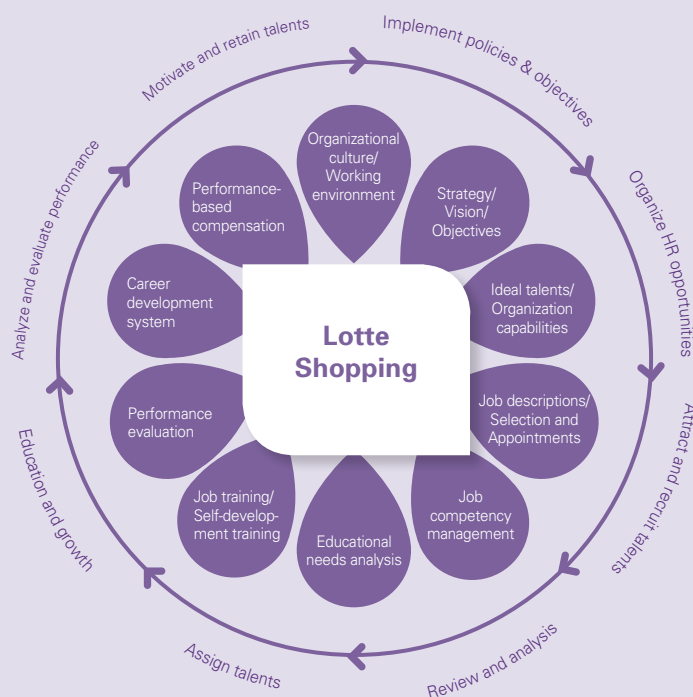 Implement policies & objectives
Organize HR opportunities
Attract and recruit talents
Review and analysis
Assign talents
Education and growth
Analyze and evaluate performance
Motivate and retain talents
Organizational
culture/
Working
environment
Strategy/
Vision/
Objectives
Ideal talents/
Organization
capabilities
Job descriptions/
Selection and
Appointments
Job
competency
management
Educational
needs analysis
Job training/
Self-develop-
ment training
Performance
evaluation
Career
development
system
Performance-
based
compensation
Lotte
Shopping